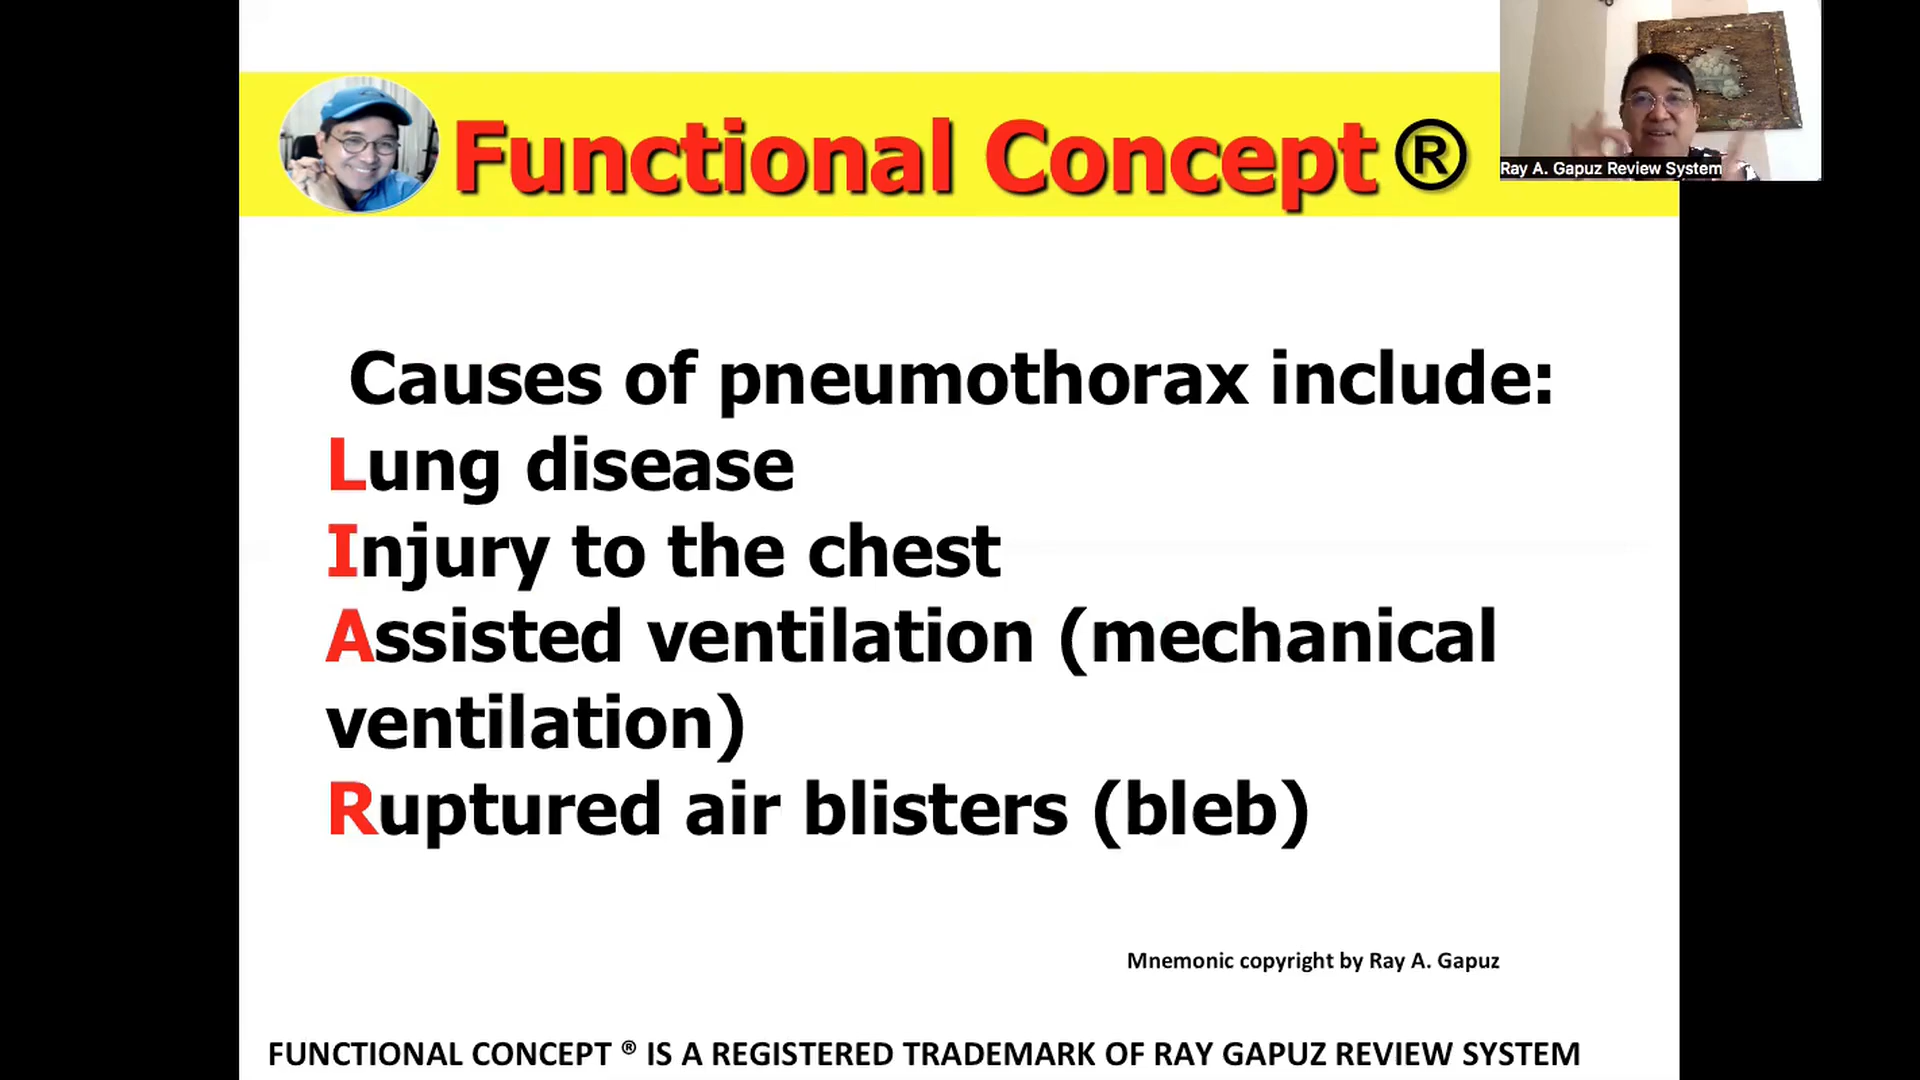 Functional Concept ®
Ray A. Gapuz Review System
Causes of pneumothorax include:
Lung disease
Injury to the chest
Assisted ventilation (mechanical
ventilation)
Ruptured air blisters (bleb)
Mnemonic copyright by Ray A. Gapuz
FUNCTIONAL CONCEPT ® IS A REGISTERED TRADEMARK OF RAY GAPUZ REVIEW SYSTEM